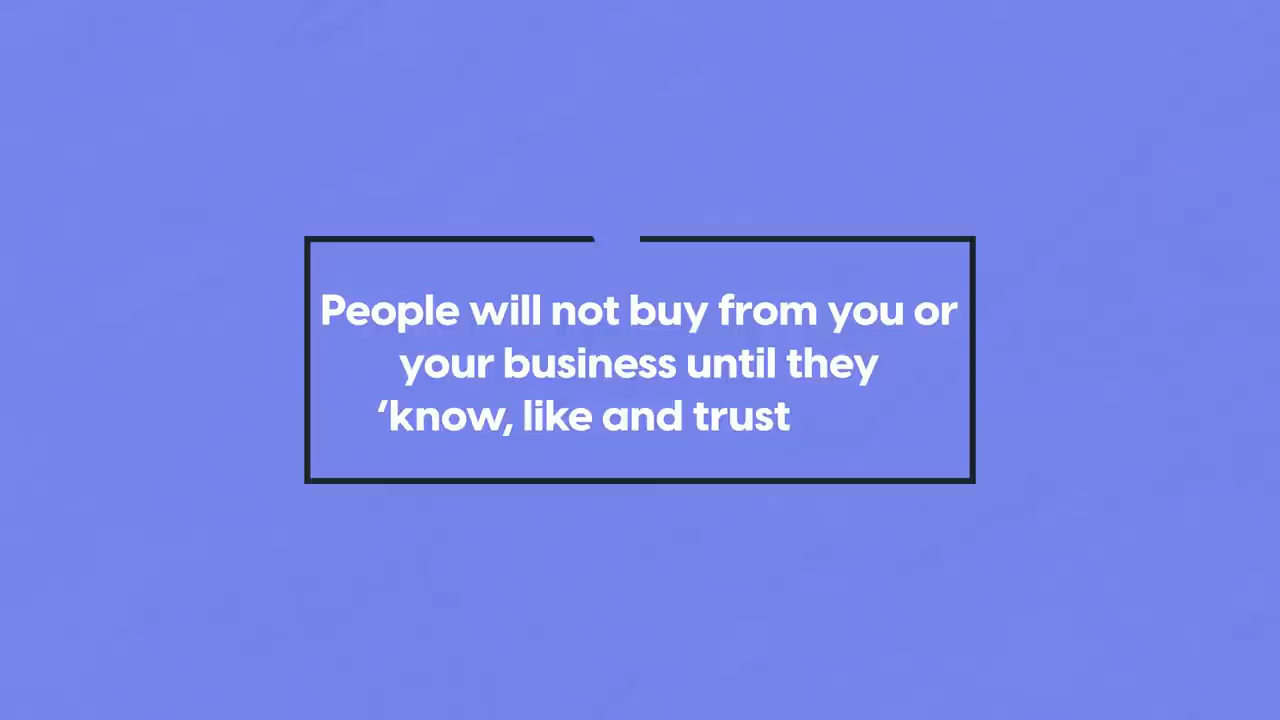 People will not buy from you or
your business until they
‘know, like and trust